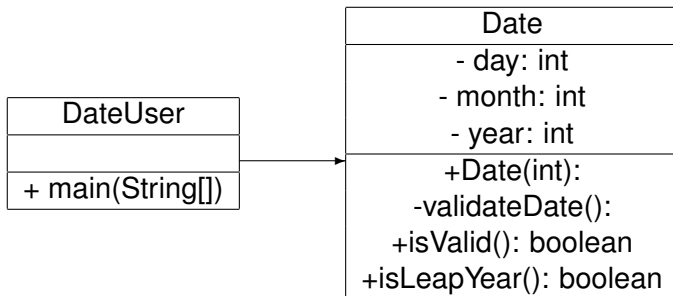 DateUser
+ main(String[])
Date
- day: int
- month: int
- year: int
+Date(int):
-validateDate():
+isValid(): boolean
+isLeapYear(): boolean